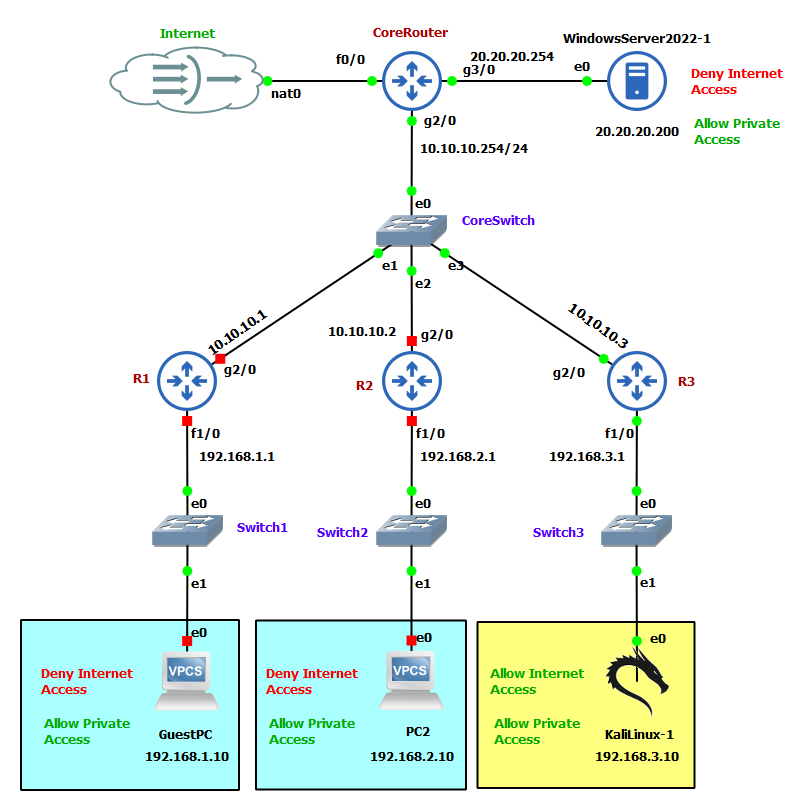 Internet
CoreRouter
WindowsServer2022-1
f0/0
20.20.20.254
g3/0
e0
nat0
Deny Internet
Access
g2/0
20.20.20.200
Allow Private
Access
10.10.10.254/24
e0
CoreSwitch
e1
e2
e3
10.10.10.1
10.10.10.2
10.10.10.3
g2/0
g2/0
g2/0
R1
R2
R3
f1/0
f1/0
f1/0
192.168.1.1
192.168.2.1
192.168.3.1
e0
e0
e0
Switch1
Switch2
Switch3
e1
e1
e1
e0
VPCS
Deny Internet
Access
Allow Private
Access
GuestPC
192.168.1.10
e0
VPCS
Deny Internet
Access
Allow Private
Access
PC2
192.168.2.10
e0
Allow Internet
Access
Allow Private
Access
KaliLinux-1
192.168.3.10